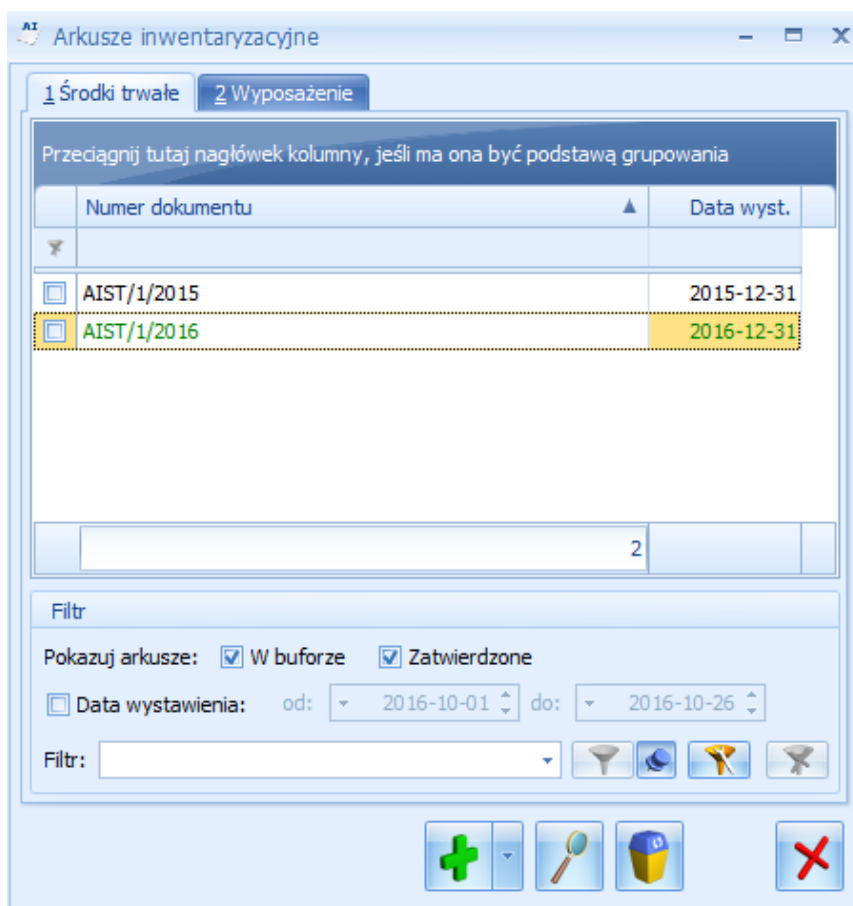 AI Arkusze inwentaryzacyjne
1 Środki trwałe 2 Wyposażenie
Przeciągnij tutaj nagłówek kolumny, jeśli ma ona być podstawą grupowania
Numer dokumentu Data wyst.
AIST/1/2015 2015-12-31
AIST/1/2016 2016-12-31
2
Filtr
Pokazuj arkusze: W buforze Zatwierdzone
Data wystawienia: od: 2016-10-01 do: 2016-10-26
Filtr: